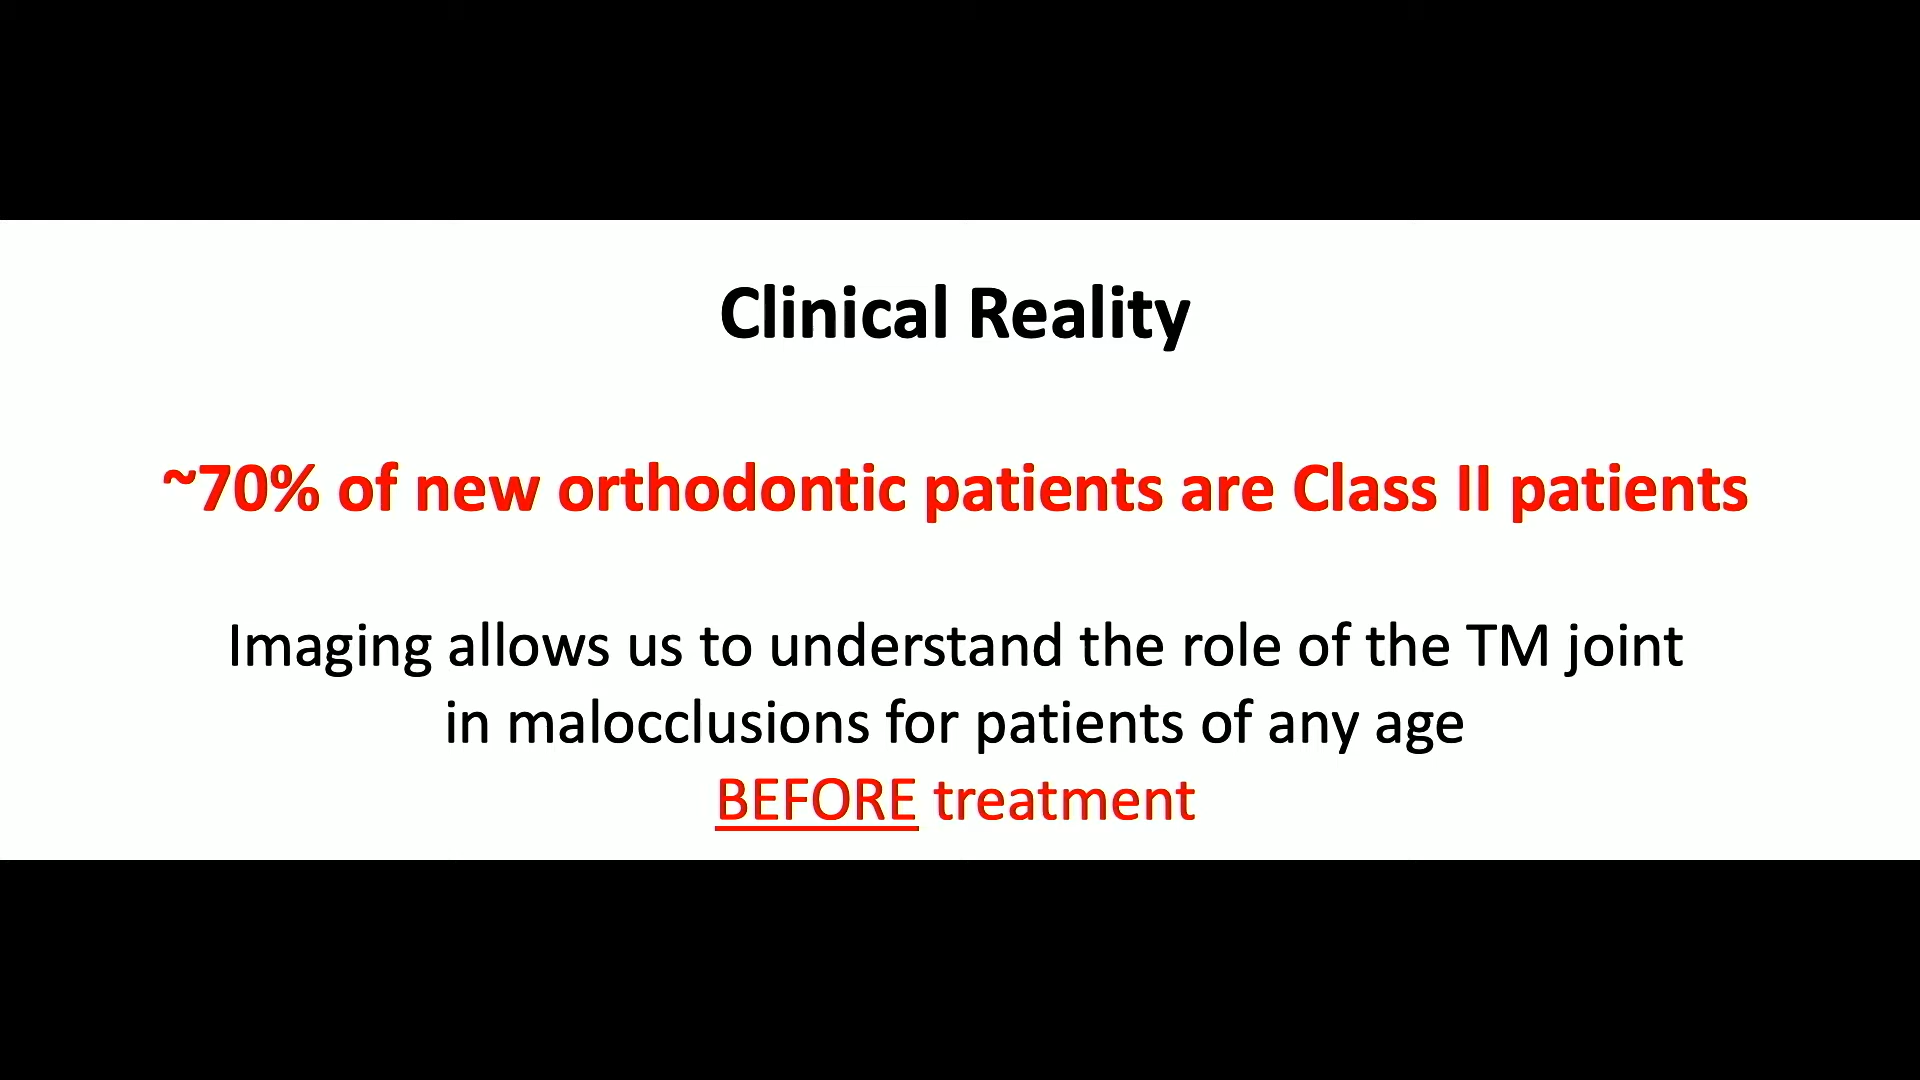 Clinical Reality
~70% of new orthodontic patients are Class II patients
Imaging allows us to understand the role of the TM joint
in malocclusions for patients of any age
BEFORE treatment